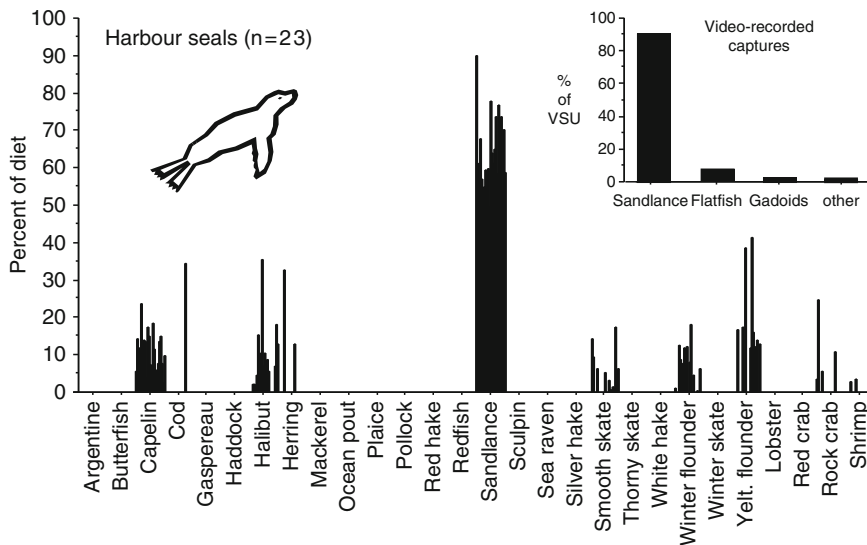 100
90
80
70
60
50
40
30
20
10
0
Percent of diet
Harbour seals (n=23)
Video-recorded
captures
%
of
VSU
100
80
60
40
20
0
Sandlance Flatfish Gadoids other
Argentine
Butterfish
Capelin
Cod
Gaspereau
Haddock
Halibut
Herring
Mackerel
Ocean pout
Plaice
Pollock
Red hake
Redfish
Sandlance
Sculpin
Sea raven
Silver hake
Smooth skate
Thorny skate
White hake
Winter flounder
Winter skate
Yelt. flounder
Lobster
Red crab
Rock crab
Shrimp